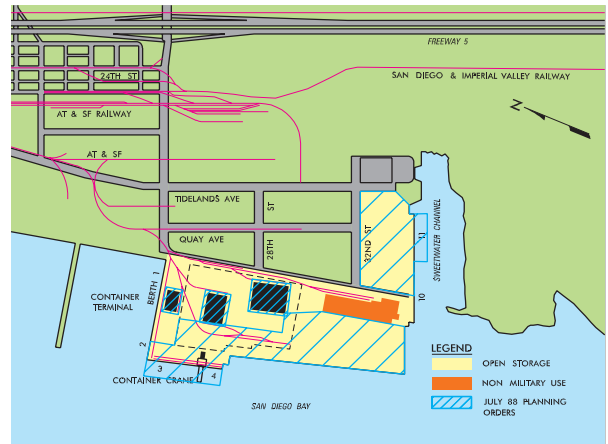 FREEWAY 5
24TH ST
SAN DIEGO & IMPERIAL VALLEY RAILWAY
N
AT & SF RAILWAY
AT & SF
TIDELANDS AVE
ST
28TH
32ND ST
QUAY AVE
11
SWEETWATER CHANNEL
10
CONTAINER
TERMINAL
BERTH 1
2
3
4
CONTAINER CRANE
SAN DIEGO BAY
LEGEND
OPEN STORAGE
NON MILITARY USE
JULY 88 PLANNING
ORDERS